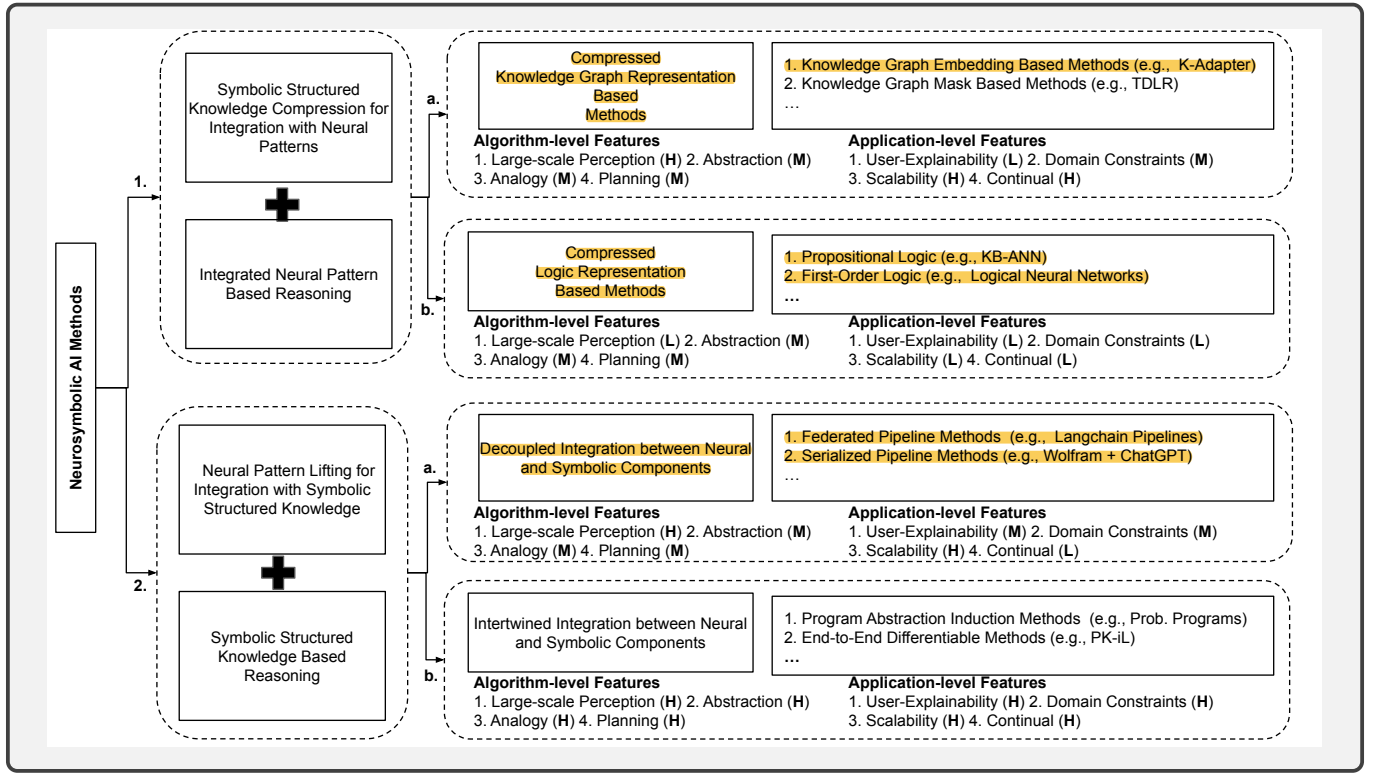 Neurosymbolic AI Methods
1.
Symbolic Structured
Knowledge Compression for
Integration with Neural
Patterns
Integrated Neural Pattern
Based Reasoning
a.
Compressed
Knowledge Graph Representation
Based
Methods
1. Knowledge Graph Embedding Based Methods (e.g., K-Adapter)
2. Knowledge Graph Mask Based Methods (e.g., TDLR)
...
Algorithm-level Features
1. Large-scale Perception (H) 2. Abstraction (M)
3. Analogy (M) 4. Planning (M)
Application-level Features
1. User-Explainability (L) 2. Domain Constraints (M)
3. Scalability (H) 4. Continual (H)
b.
Compressed
Logic Representation
Based Methods
1. Propositional Logic (e.g., KB-ANN)
2. First-Order Logic (e.g., Logical Neural Networks)
...
Algorithm-level Features
1. Large-scale Perception (L) 2. Abstraction (M)
3. Analogy (M) 4. Planning (M)
Application-level Features
1. User-Explainability (L) 2. Domain Constraints (L)
3. Scalability (L) 4. Continual (L)
2.
Neural Pattern Lifting for
Integration with Symbolic
Structured Knowledge
Symbolic Structured
Knowledge Based
Reasoning
a.
Decoupled Integration between Neural
and Symbolic Components
1. Federated Pipeline Methods (e.g., Langchain Pipelines)
2. Serialized Pipeline Methods (e.g., Wolfram + ChatGPT)
...
Algorithm-level Features
1. Large-scale Perception (H) 2. Abstraction (M)
3. Analogy (M) 4. Planning (M)
Application-level Features
1. User-Explainability (M) 2. Domain Constraints (M)
3. Scalability (H) 4. Continual (L)
b.
Intertwined Integration between Neural
and Symbolic Components
1. Program Abstraction Induction Methods (e.g., Prob. Programs)
2. End-to-End Differentiable Methods (e.g., PK-iL)
...
Algorithm-level Features
1. Large-scale Perception (H) 2. Abstraction (H)
3. Analogy (H) 4. Planning (H)
Application-level Features
1. User-Explainability (H) 2. Domain Constraints (H)
3. Scalability (H) 4. Continual (H)